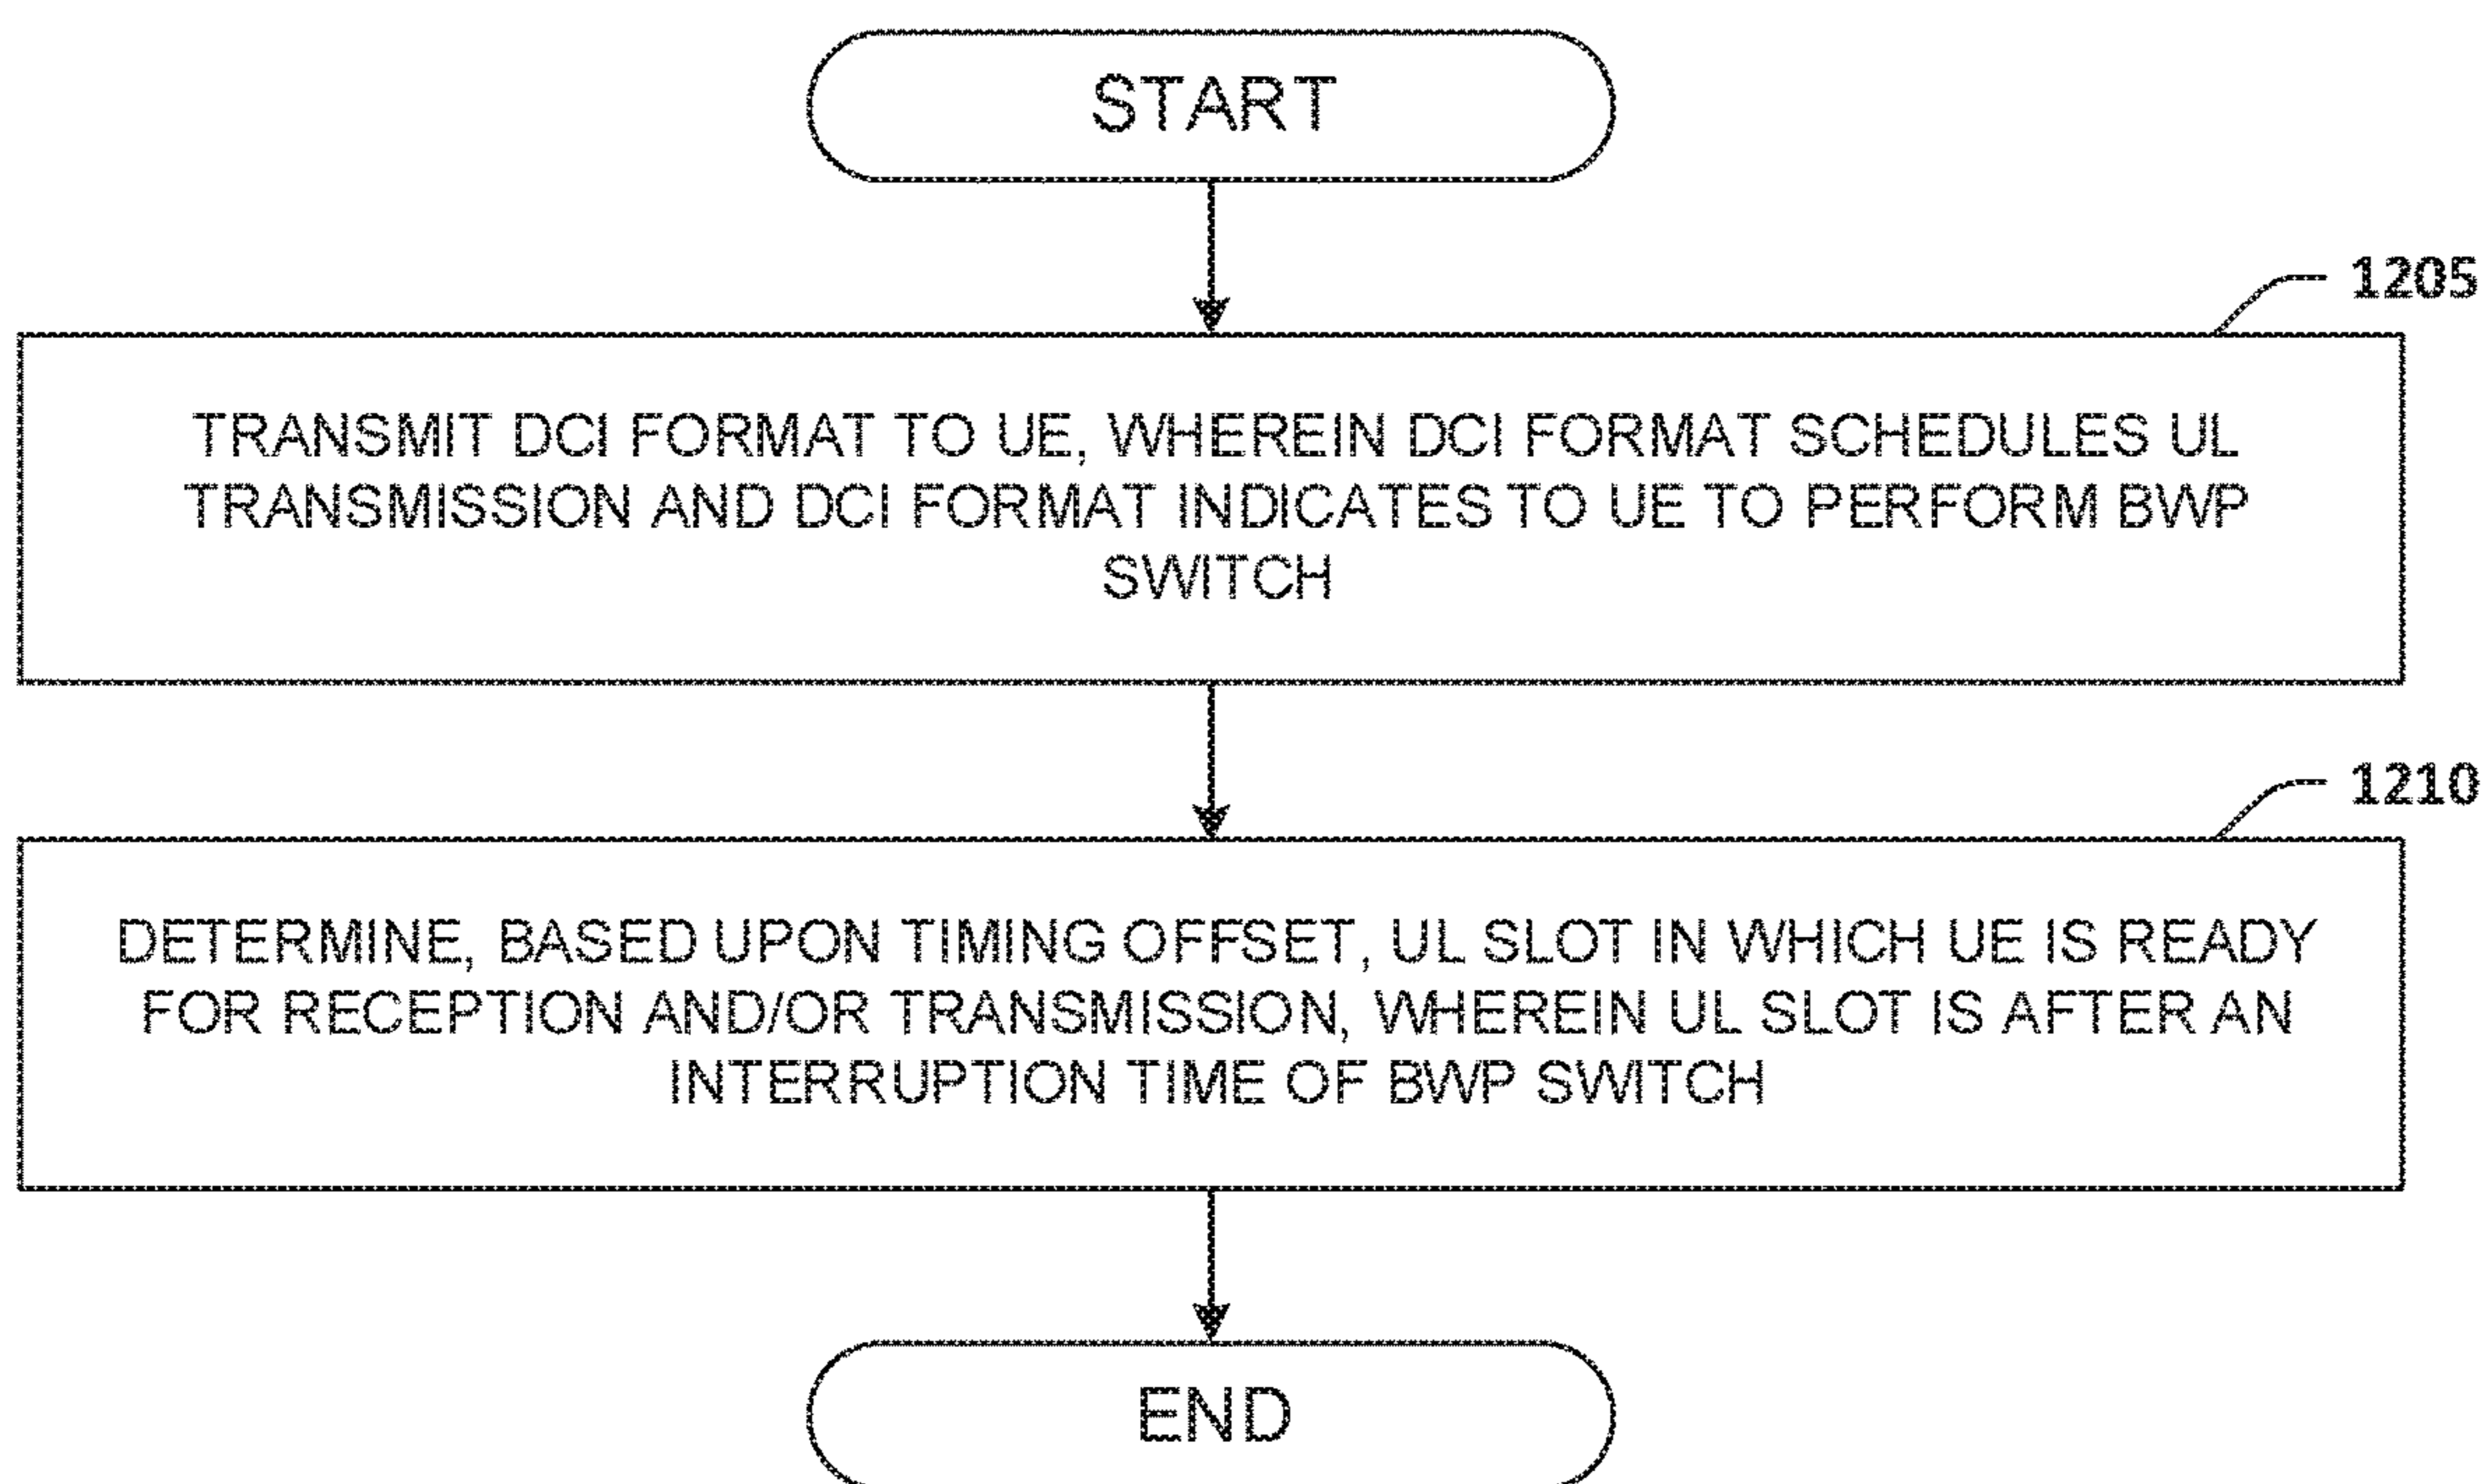 START
1205
TRANSMIT DCI FORMAT TO UE, WHEREIN DCI FORMAT SCHEDULES UL
TRANSMISSION AND DCI FORMAT INDICATES TO UE TO PERFORM BWP
SWITCH
1210
DETERMINE, BASED UPON TIMING OFFSET, UL SLOT IN WHICH UE IS READY
FOR RECEPTION AND/OR TRANSMISSION, WHEREIN UL SLOT IS AFTER AN
INTERRUPTION TIME OF BWP SWITCH
END